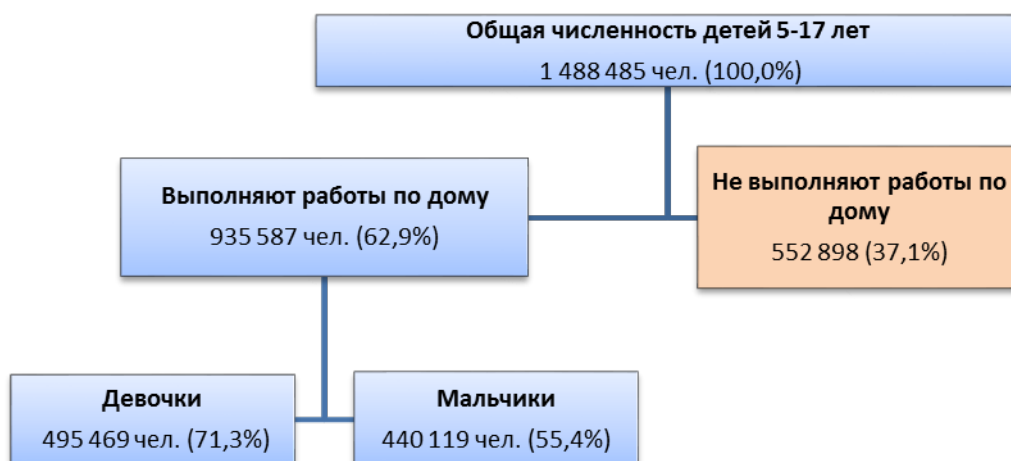 Общая численность детей 5-17 лет
1 488 485 чел. (100,0%)
Выполняют работы по дому
935 587 чел. (62,9%)
Не выполняют работы по
дому
552 898 (37,1%)
Девочки
495 469 чел. (71,3%)
Мальчики
440 119 чел. (55,4%)